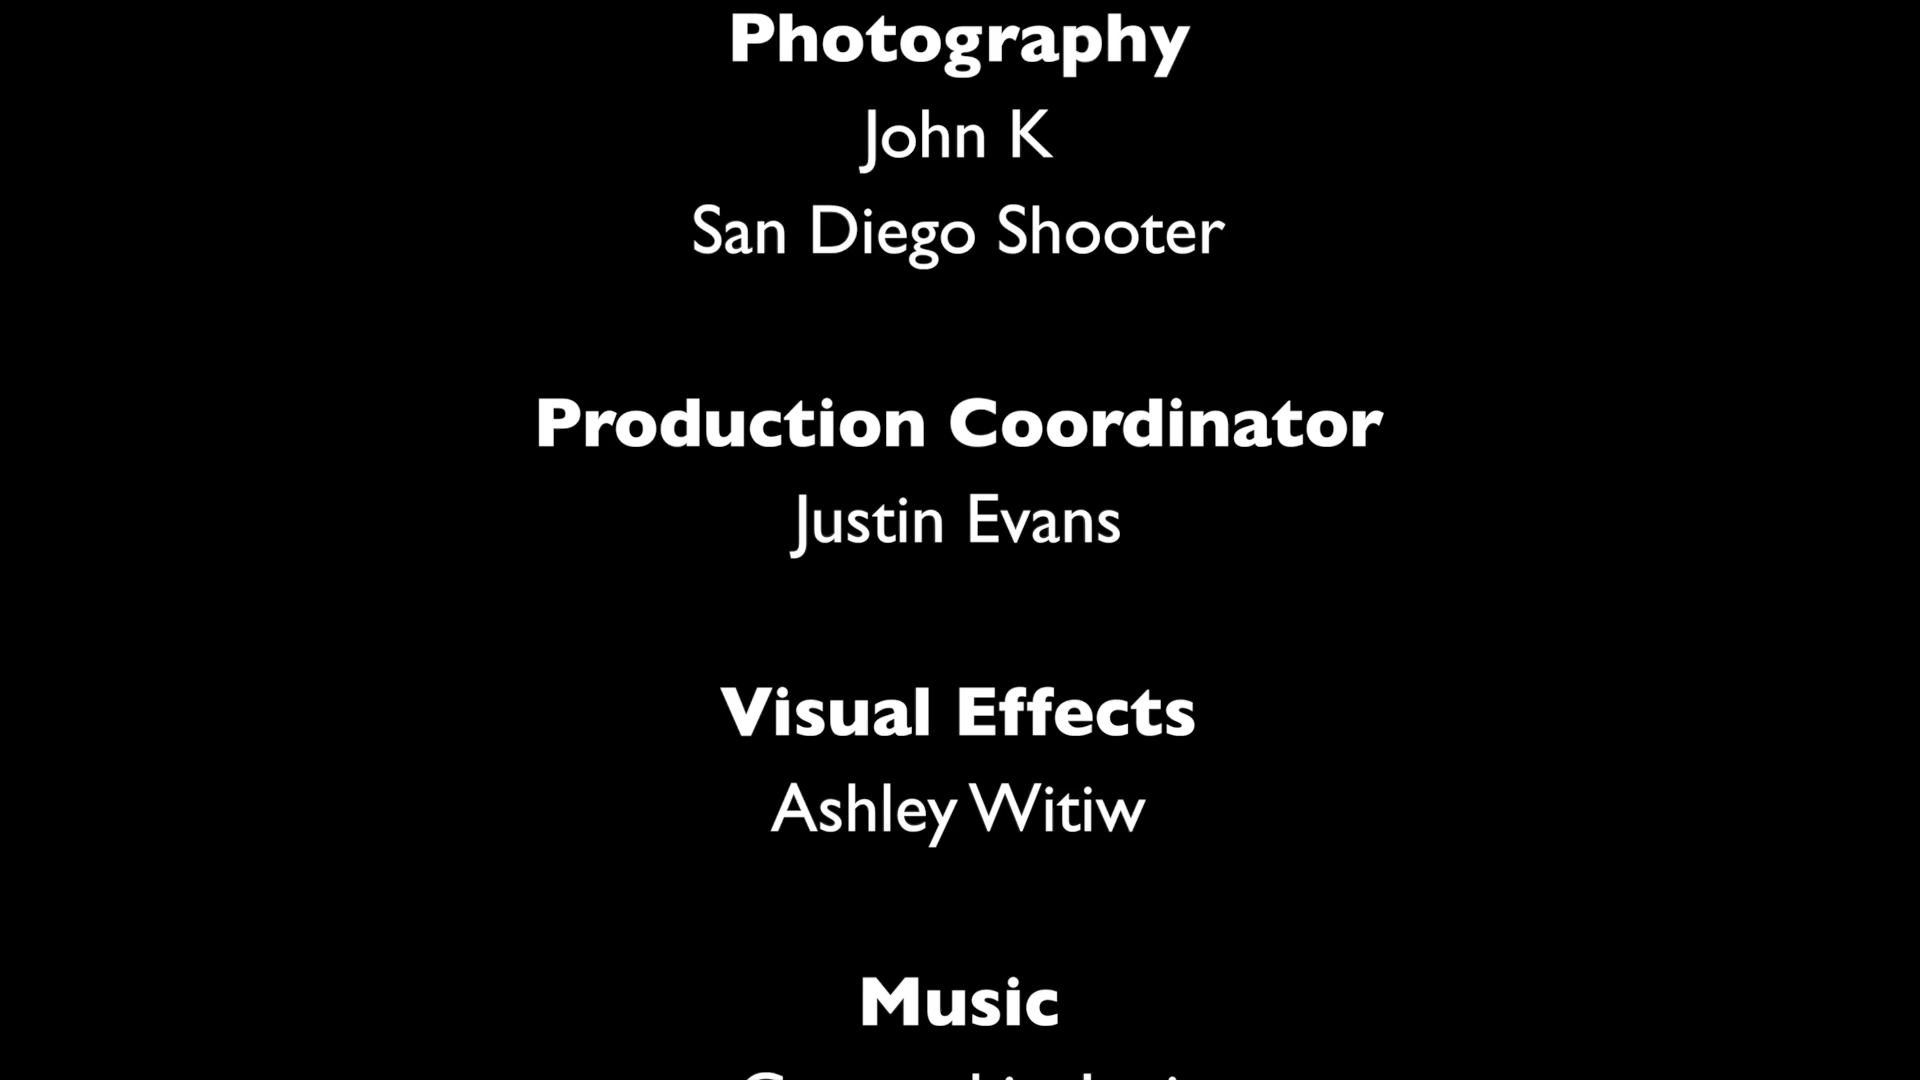 Photography
John K
San Diego Shooter
Production Coordinator
Justin Evans
Visual Effects
Ashley Witiw
Music